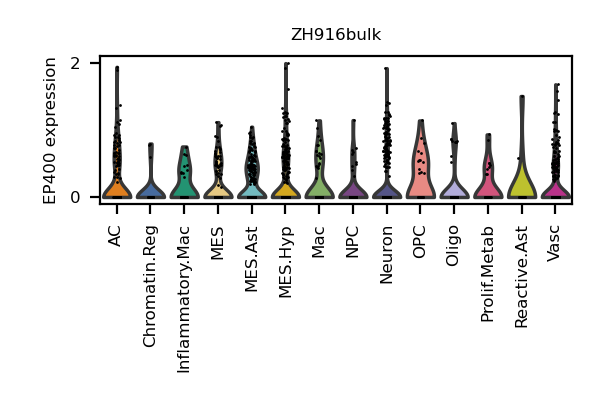 ZH916bulk
EP400 expression
2
0
AC
Chromatin.Reg
Inflammatory.Mac
MES
MES.Ast
MES.Hyp
Mac
NPC
Neuron
OPC
Oligo
Prolif.Metab
Reactive.Ast
Vasc